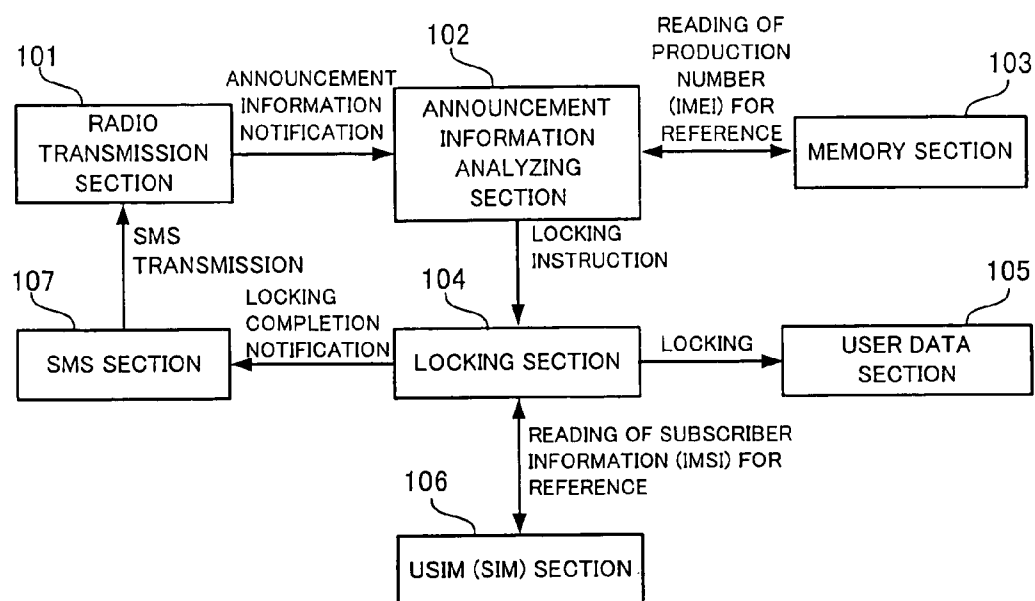 101
RADIO
TRANSMISSION
SECTION
ANNOUNCEMENT
INFORMATION
NOTIFICATION
102
ANNOUNCEMENT
INFORMATION
ANALYZING
SECTION
READING OF
PRODUCTION
NUMBER
(IMEI) FOR
REFERENCE
103
MEMORY SECTION
SMS
TRANSMISSION
LOCKING
INSTRUCTION
107
SMS SECTION
LOCKING
COMPLETION
NOTIFICATION
104
LOCKING SECTION
LOCKING
105
USER DATA
SECTION
READING OF SUBSCRIBER
INFORMATION (IMSI) FOR
REFERENCE
106
USIM (SIM) SECTION